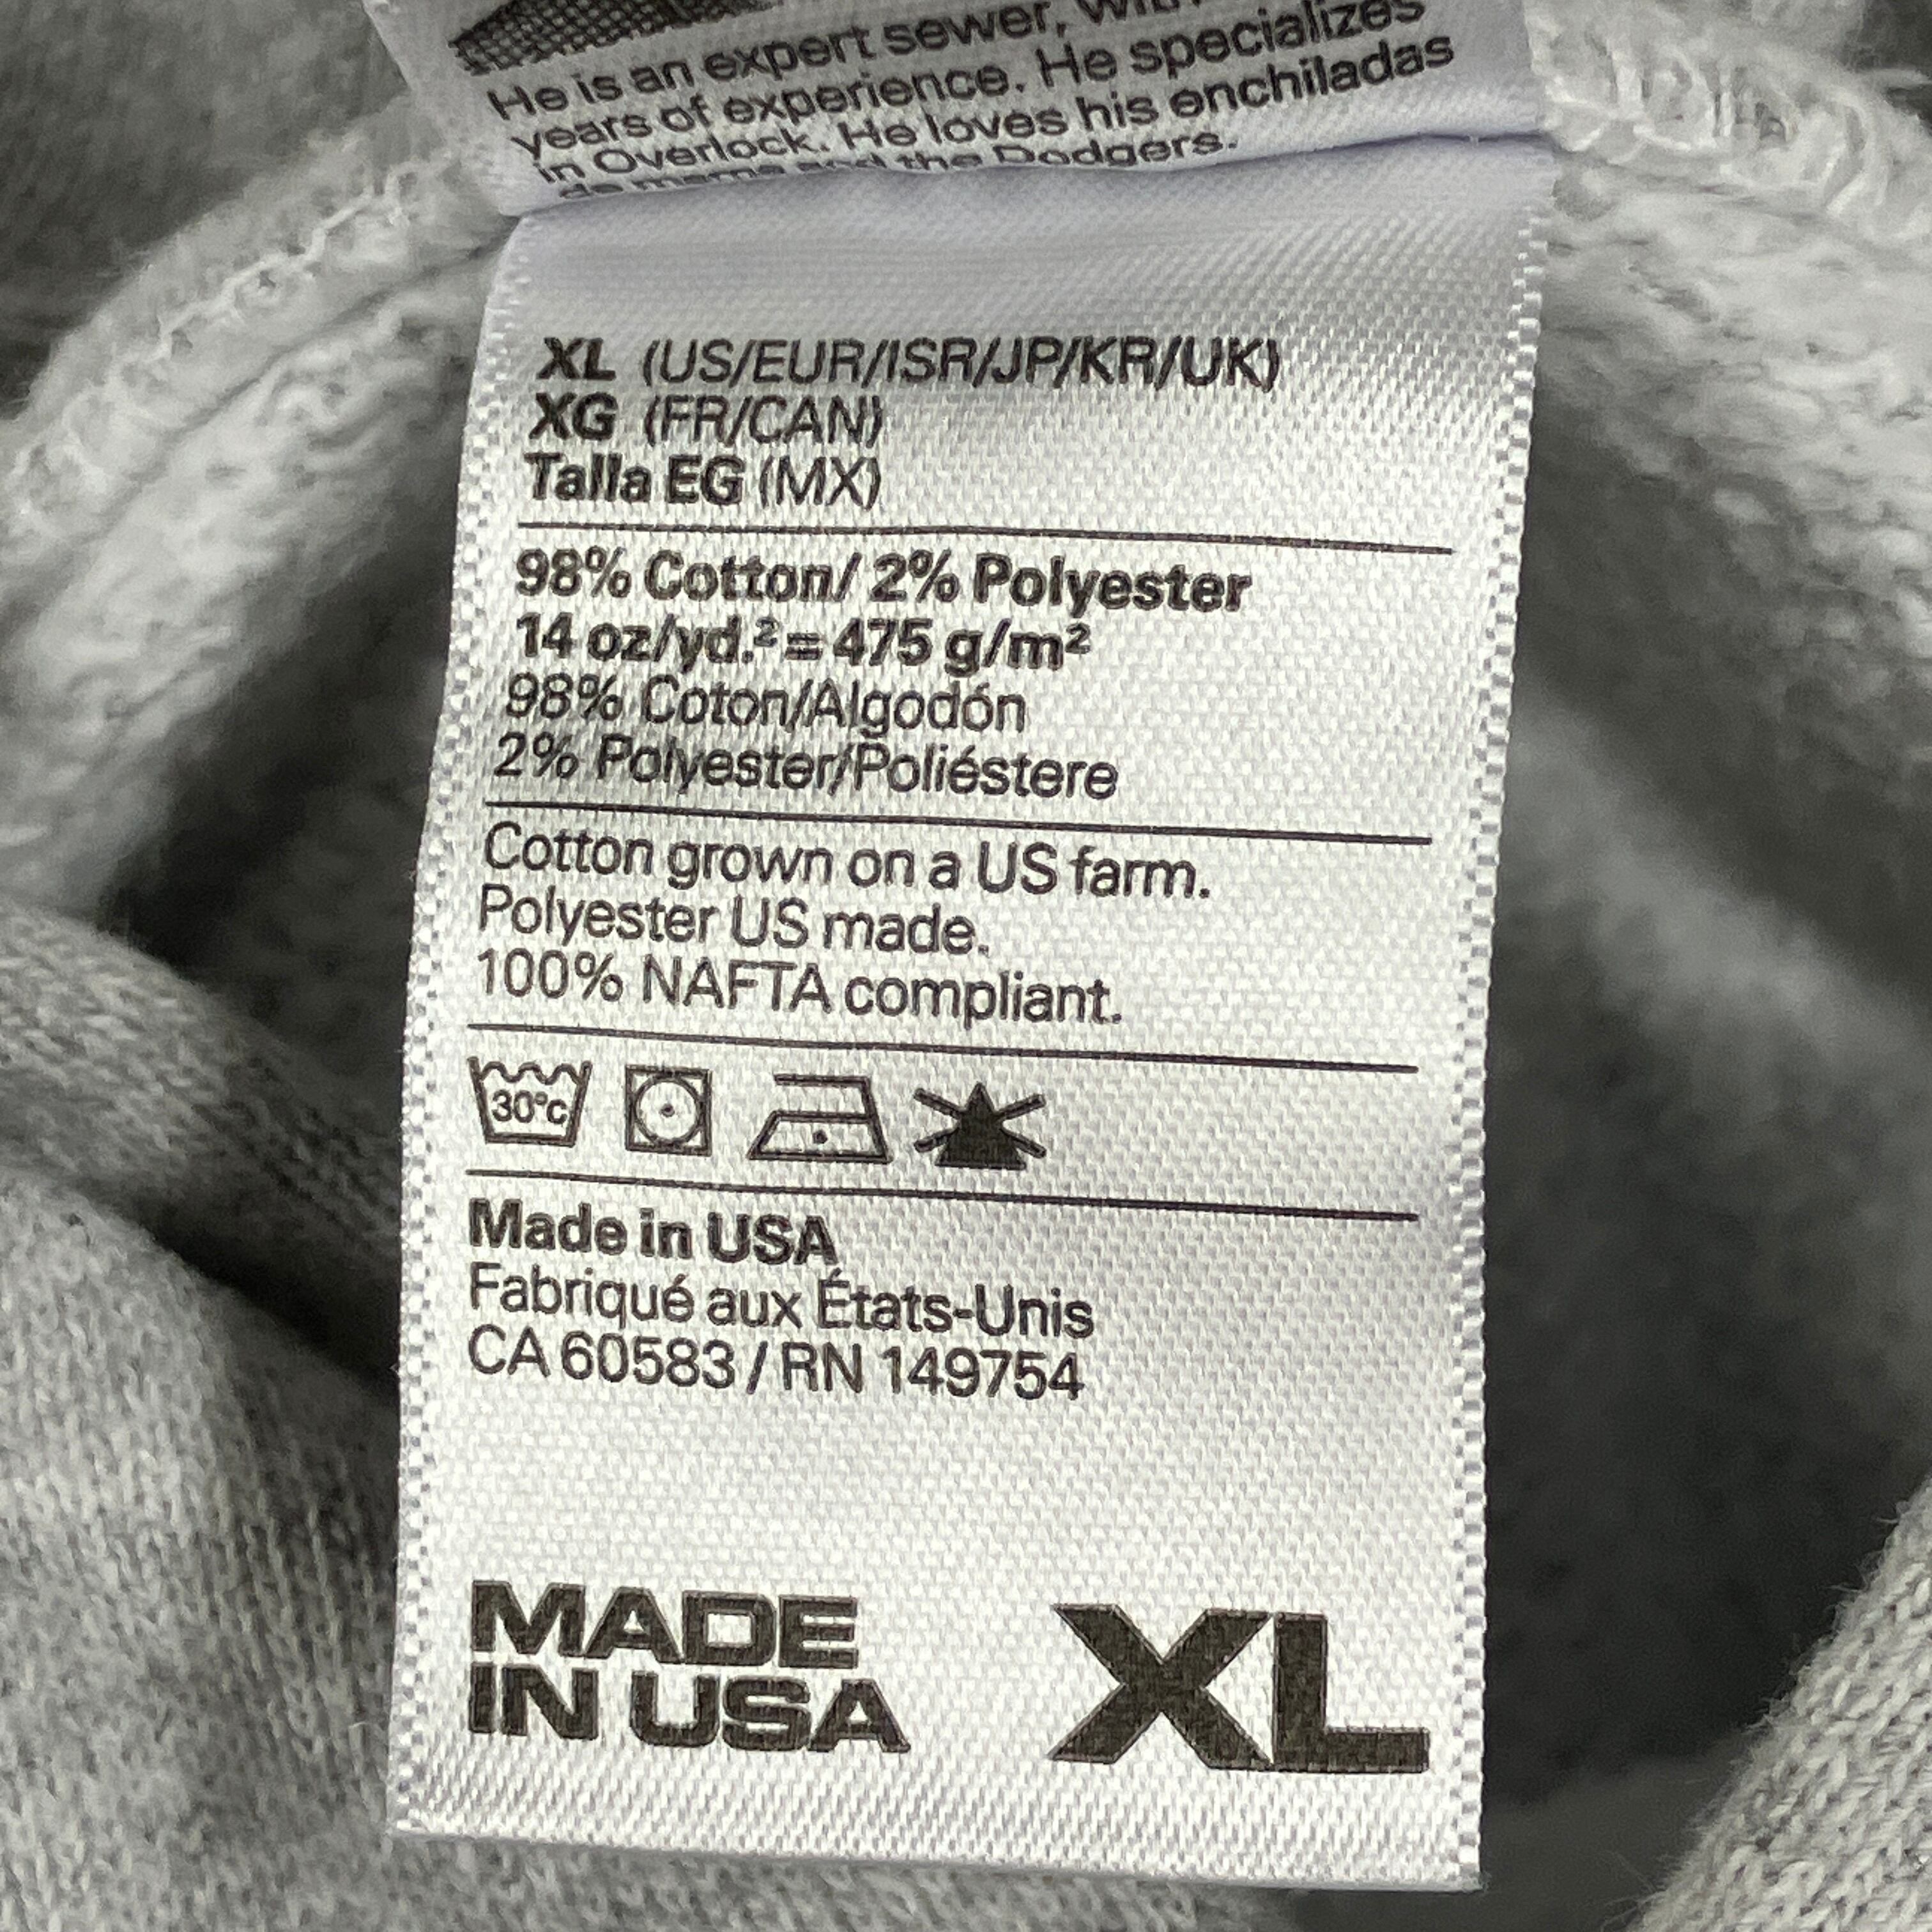 He is an expert sewer, with
years of experience. He specializes
in Overlock. He loves his enchiladas
de mama and the Dodgers.
XL (US/EUR/ISR/JP/KR/UK)
XG (FR/CAN)
Talla EG (MX)
98% Cotton/ 2% Polyester
14 oz/yd.² = 475 g/m²
98% Coton/Algodón
2% Polyester/Poliéstere
Cotton grown on a US farm.
Polyester US made.
100% NAFTA compliant.
30°c
Made in USA
Fabriqué aux États-Unis
CA 60583 / RN 149754
MADE
IN USA
XL